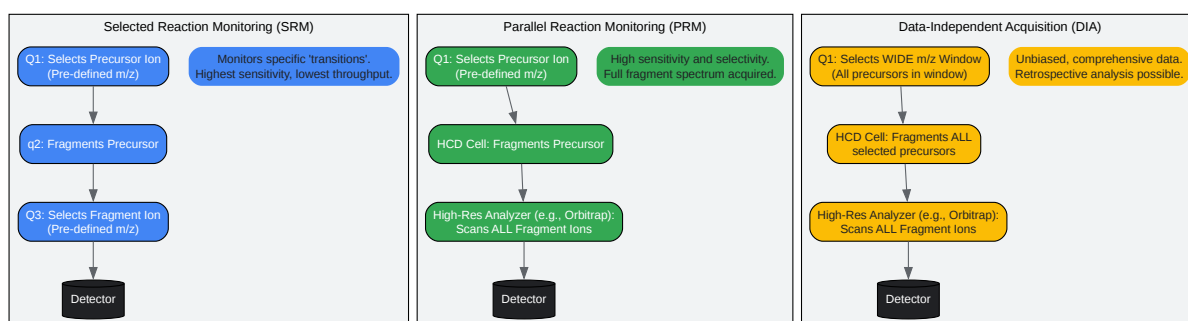 Selected Reaction Monitoring (SRM)
Q1: Selects Precursor Ion
(Pre-defined m/z)
Monitors specific 'transitions'.
Highest sensitivity, lowest throughput.
q2: Fragments Precursor
Q3: Selects Fragment Ion
(Pre-defined m/z)
Detector
Parallel Reaction Monitoring (PRM)
Q1: Selects Precursor Ion
(Pre-defined m/z)
High sensitivity and selectivity.
Full fragment spectrum acquired.
HCD Cell: Fragments Precursor
High-Res Analyzer (e.g., Orbitrap):
Scans ALL Fragment Ions
Detector
Data-Independent Acquisition (DIA)
Q1: Selects WIDE m/z Window
(All precursors in window)
Unbiased, comprehensive data.
Retrospective analysis possible.
HCD Cell: Fragments ALL
selected precursors
High-Res Analyzer (e.g., Orbitrap):
Scans ALL Fragment Ions
Detector